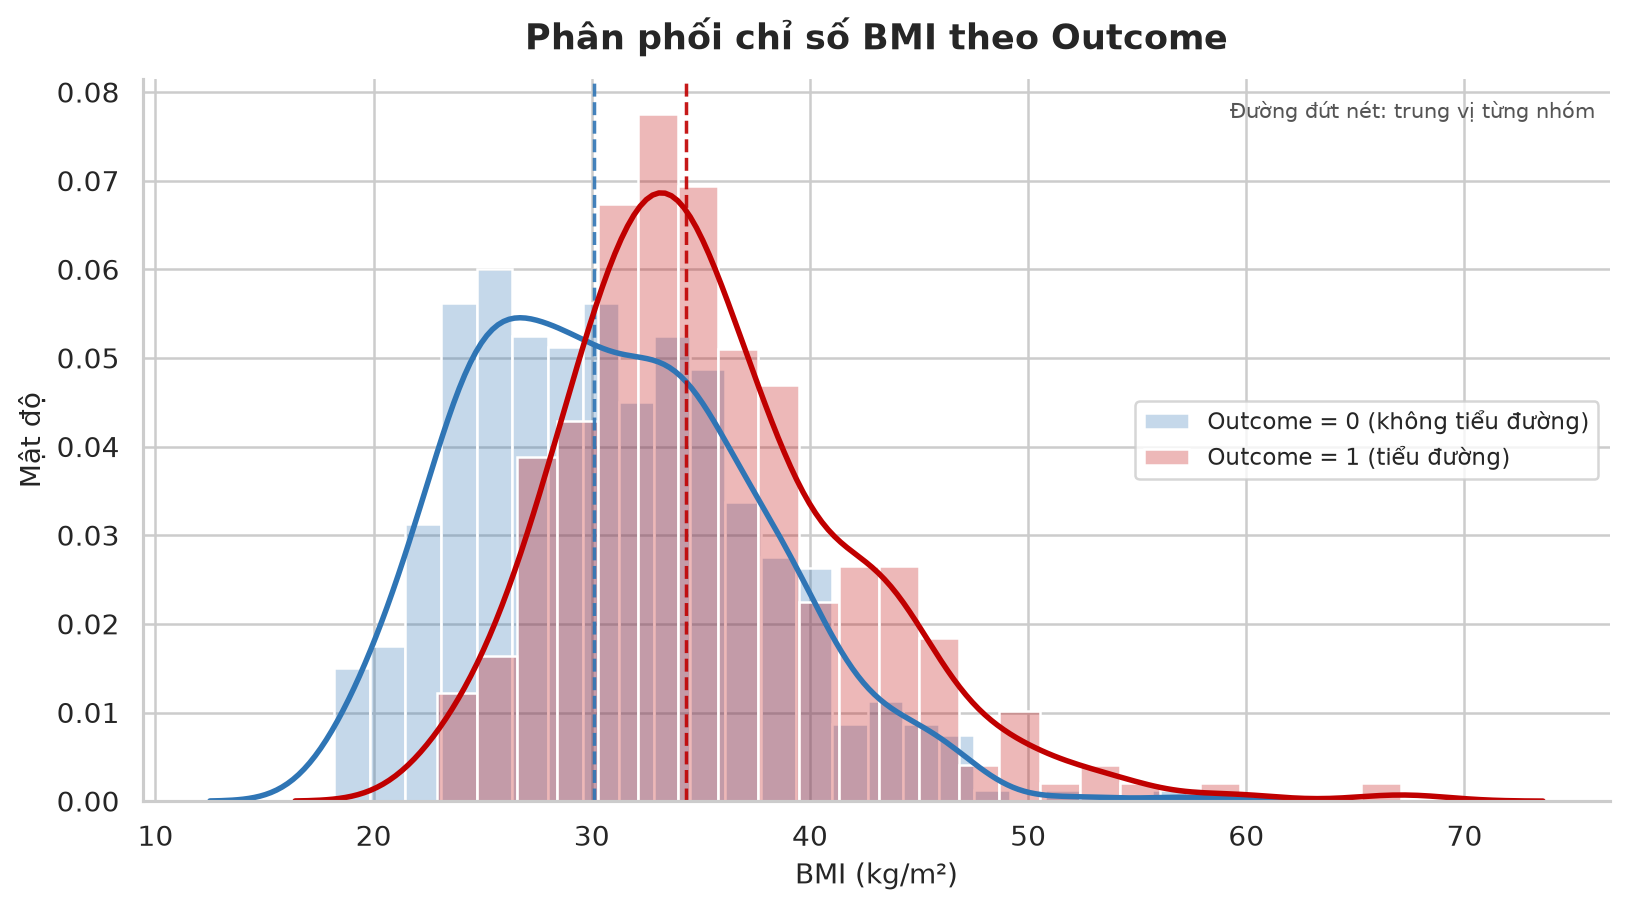 Phân phối chỉ số BMI theo Outcome
Đường đứt nét: trung vị từng nhóm
Mật độ
0.08
0.07
0.06
0.05
0.04
0.03
0.02
0.01
0.00
Outcome = 0 (không tiểu đường)
Outcome = 1 (tiểu đường)
10 20 30 40 50 60 70
BMI (kg/m²)